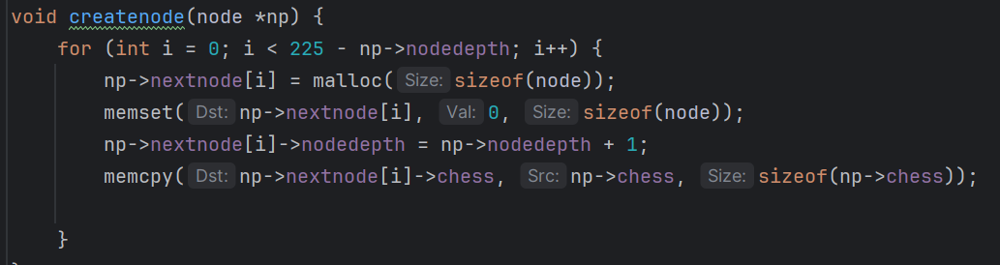 void createnode(node *np) {
    for (int i = 0; i < 225 - np->nodedepth; i++) {
        np->nextnode[i] = malloc( Size: sizeof(node));
        memset( Dst: np->nextnode[i], Val: 0, Size: sizeof(node));
        np->nextnode[i]->nodedepth = np->nodedepth + 1;
        memcpy( Dst: np->nextnode[i]->chess, Src: np->chess, Size: sizeof(np->chess));
    }